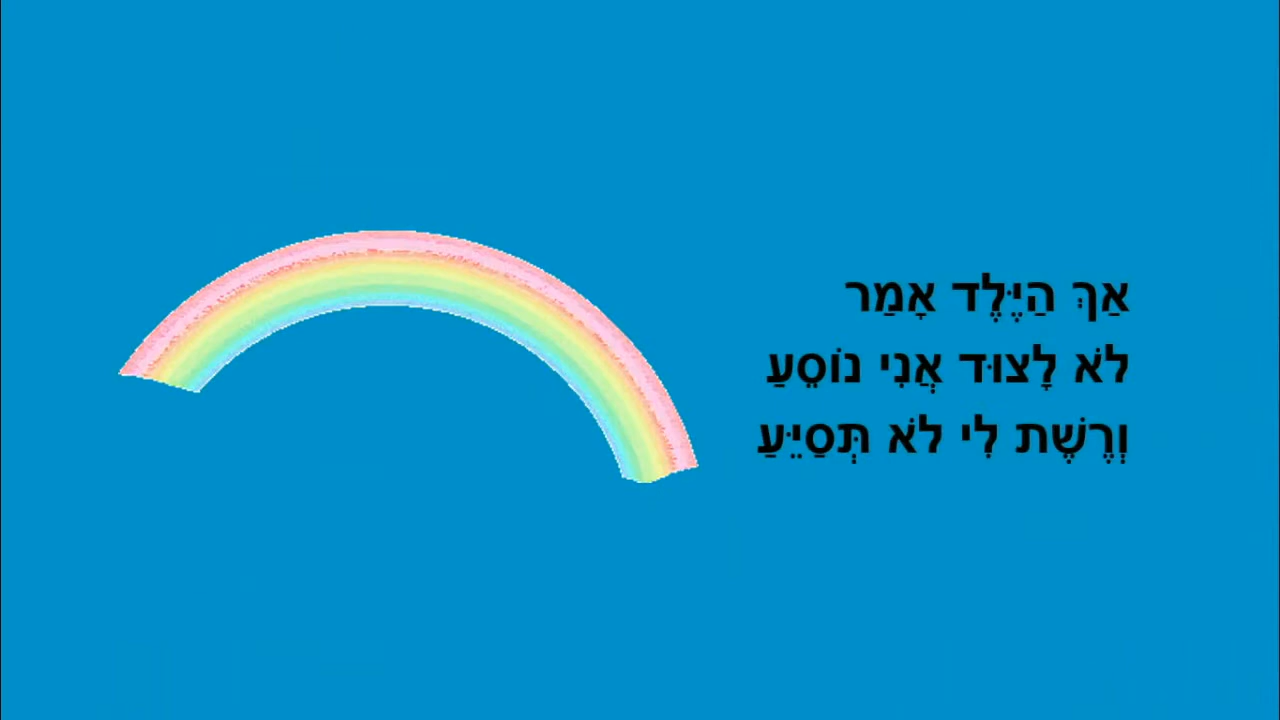 אַךְ הַיֶּלֶד אָמַר
לֹא לָצוּד אֲנִי נוֹסֵעַ
וְרֶשֶׁת לִי לֹא תְּסַיֵּעַ